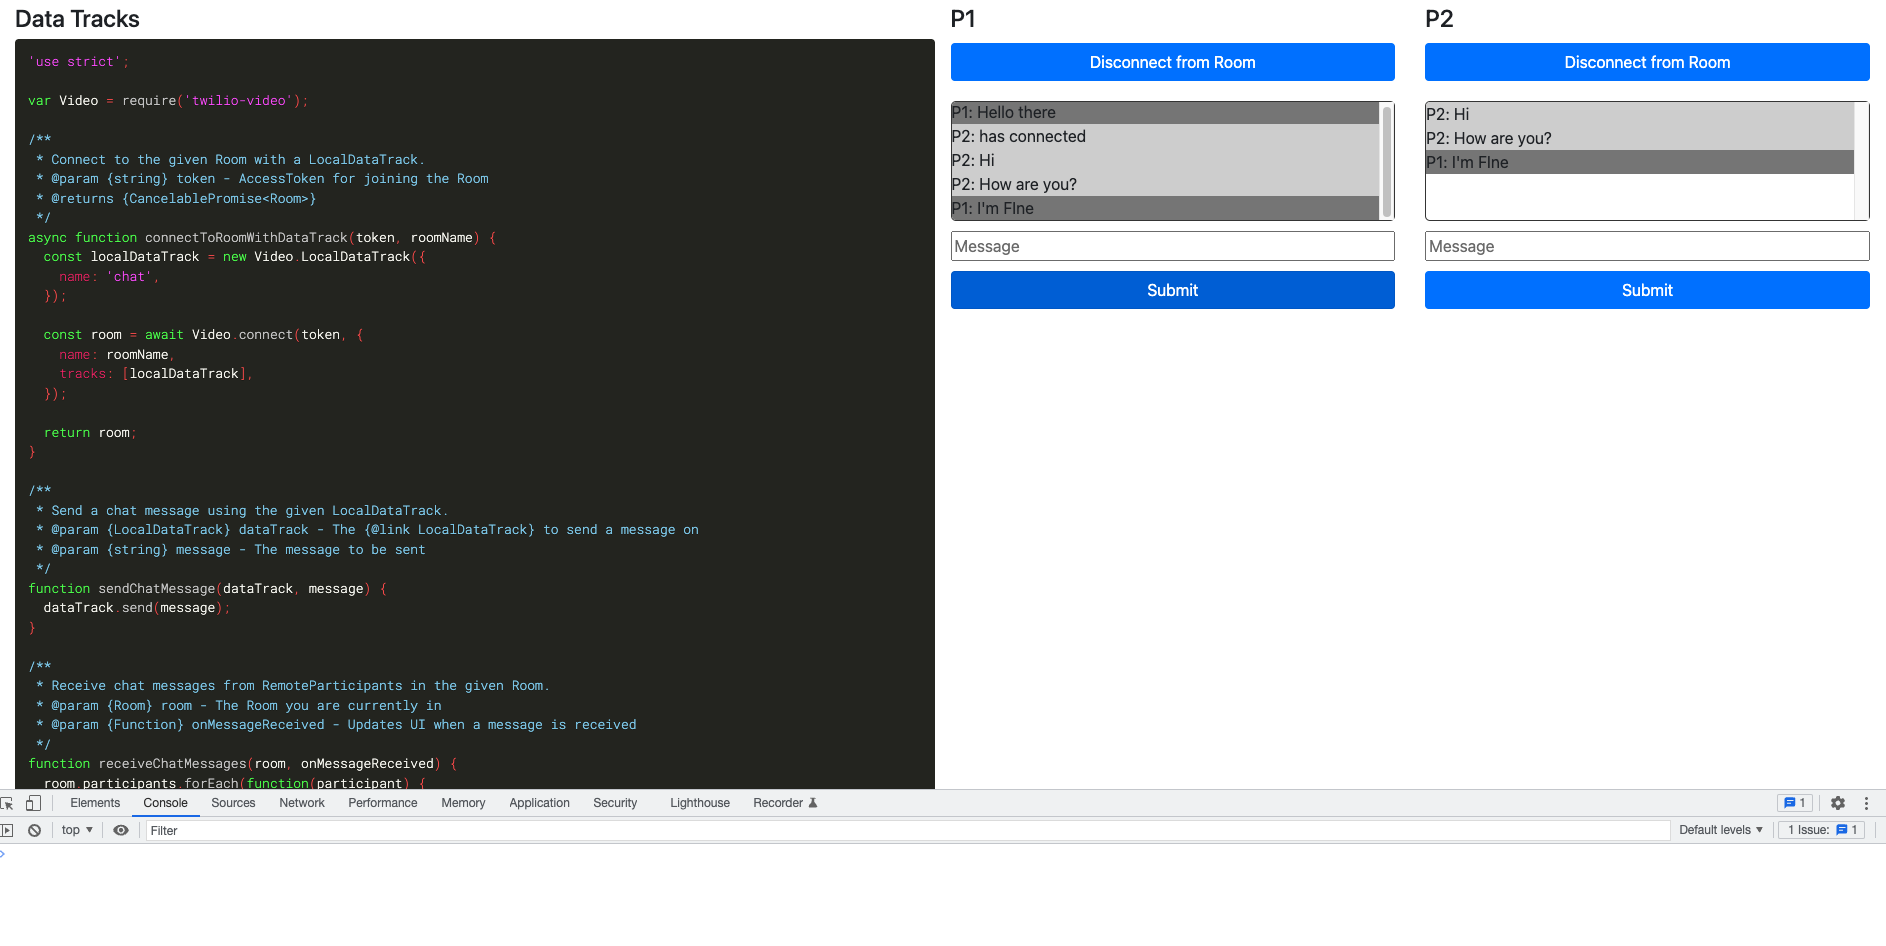 Data Tracks
'use strict';
var Video = require('twilio-video');
/**
* Connect to the given Room with a LocalDataTrack.
* @param {string} token - AccessToken for joining the Room
* @returns {CancelablePromise<Room>}
*/
async function connectToRoomWithDataTrack(token, roomName) {
const localDataTrack = new Video.LocalDataTrack({
name: 'chat',
});
const room = await Video.connect(token, {
name: roomName,
tracks: [localDataTrack],
});
return room;
}
/**
* Send a chat message using the given LocalDataTrack.
* @param {LocalDataTrack} dataTrack - The {@link LocalDataTrack} to send a message on
* @param {string} message - The message to be sent
*/
function sendChatMessage(dataTrack, message) {
dataTrack.send(message);
}
/**
* Receive chat messages from RemoteParticipants in the given Room.
* @param {Room} room - The Room you are currently in
* @param {Function} onMessageReceived - Updates UI when a message is received
*/
function receiveChatMessages(room, onMessageReceived) {
room.participants.forEach(function(participant) {
P1
Disconnect from Room
P1: Hello there
P2: has connected
P2: Hi
P2: How are you?
P1: I'm FIne
Message
Submit
P2
Disconnect from Room
P2: Hi
P2: How are you?
P1: I'm FIne
Message
Submit
Elements Console Sources Network Performance Memory Application Security Lighthouse Recorder 1
top Filter Default levels 1 Issue: 1